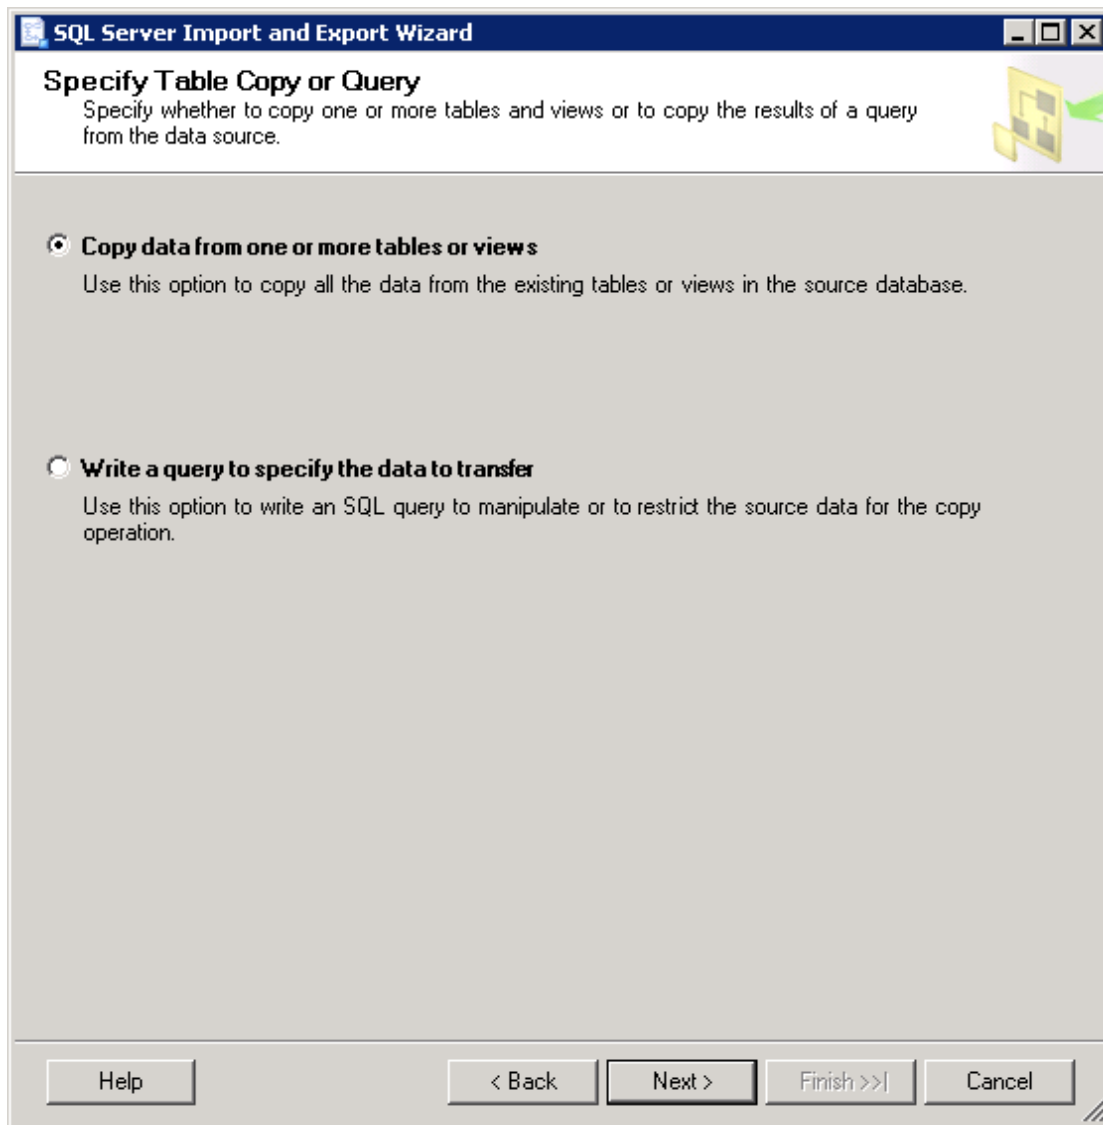 SQL Server Import and Export Wizard
Specify Table Copy or Query
Specify whether to copy one or more tables and views or to copy the results of a query
from the data source.
Copy data from one or more tables or views
Use this option to copy all the data from the existing tables or views in the source database.
Write a query to specify the data to transfer
Use this option to write an SQL query to manipulate or to restrict the source data for the copy
operation.
Help
< Back
Next >
Finish >>|
Cancel